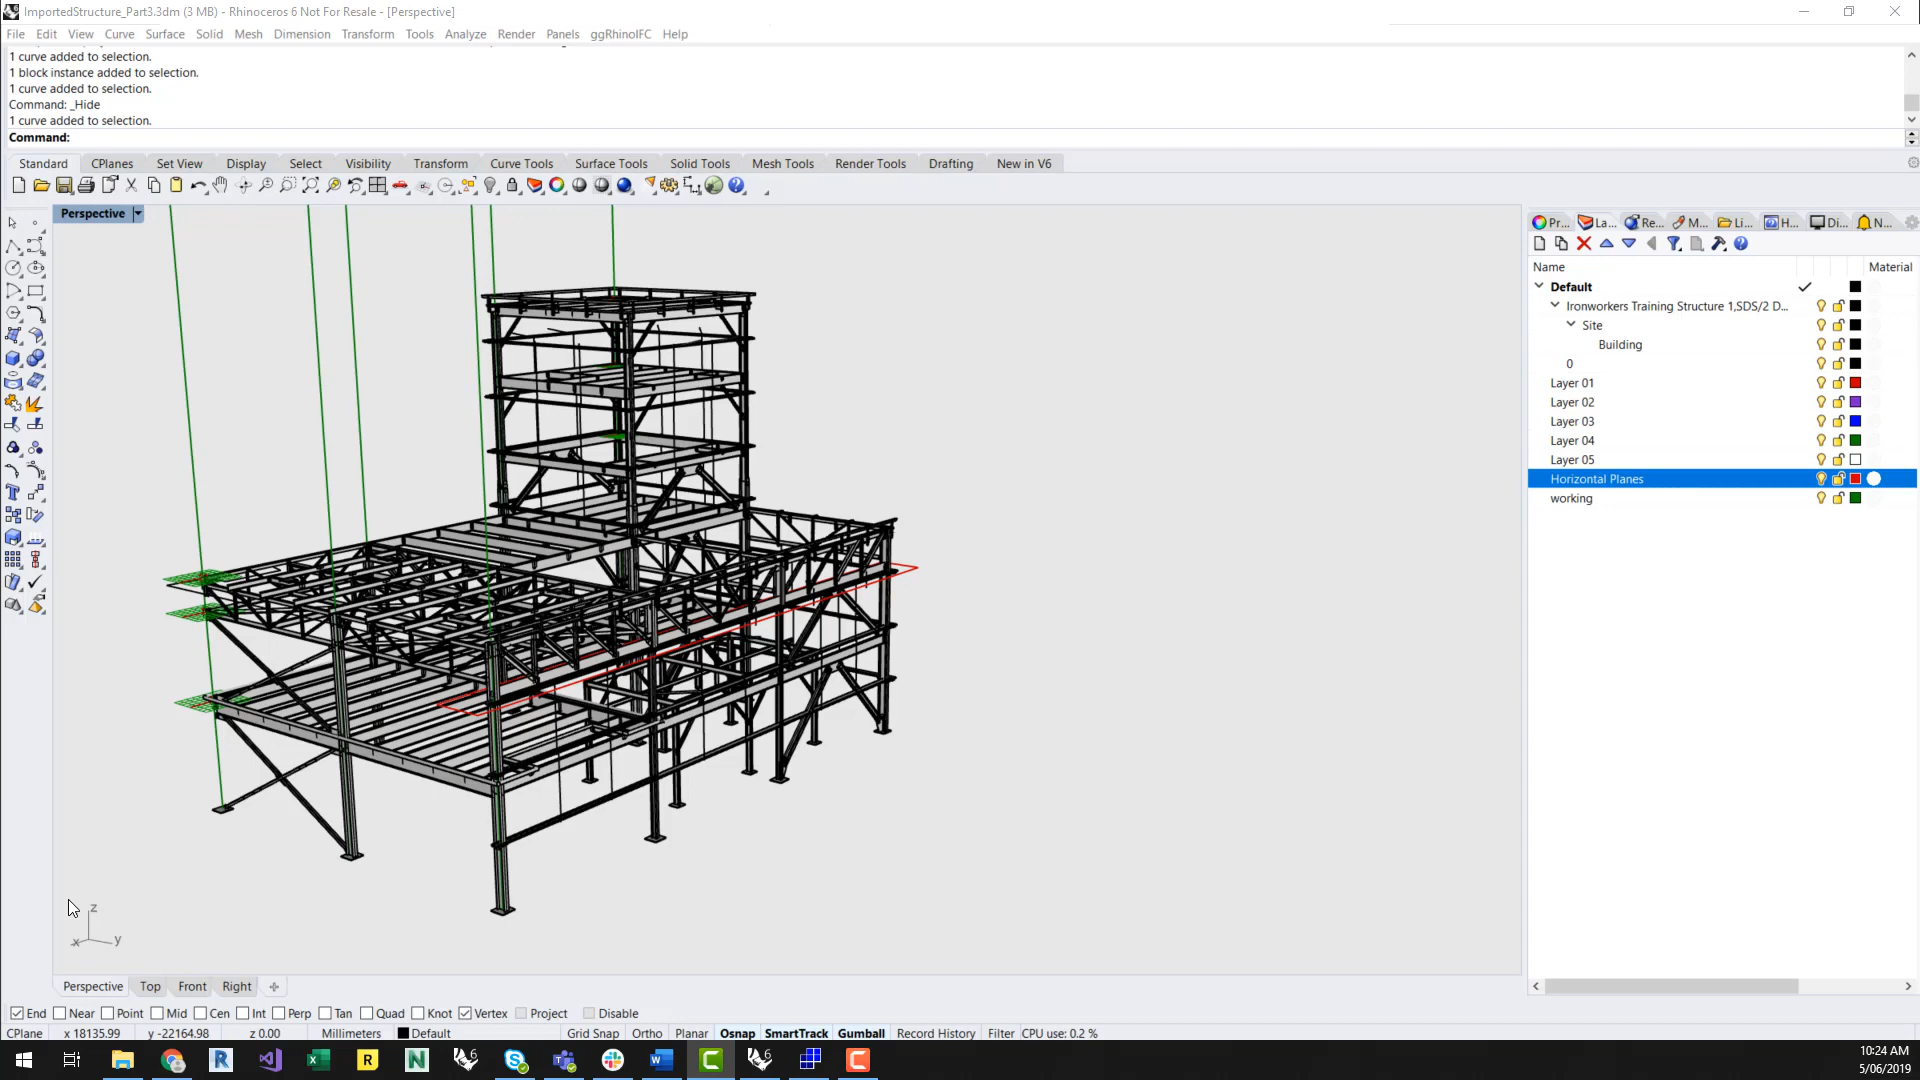 ImportedStructure_Part3.3dm (3 MB) - Rhinoceros 6 Not For Resale - [Perspective]
File Edit View Curve Surface Solid Mesh Dimension Transform Tools Analyze Render Panels ggRhinoIFC Help
1 curve added to selection.
1 block instance added to selection.
1 curve added to selection.
Command: _Hide
1 curve added to selection.
Command:
Standard CPlanes Set View Display Select Visibility Transform Curve Tools Surface Tools Solid Tools Mesh Tools Render Tools Drafting New in V6
Perspective
Pr... La... Re... M... Li... H... Di... N...
Name Material
Default
Ironworkers Training Structure 1,SDS/2 D...
Site
Building
0
Layer 01
Layer 02
Layer 03
Layer 04
Layer 05
Horizontal Planes
working
z
x y
Perspective Top Front Right
End Near Point Mid Cen Int Perp Tan Quad Knot Vertex Project Disable
CPlane x 18135.99 y -22164.98 z 0.00 Millimeters Default Grid Snap Ortho Planar Osnap SmartTrack Gumball Record History Filter CPU use: 0.2 %
10:24 AM
5/06/2019